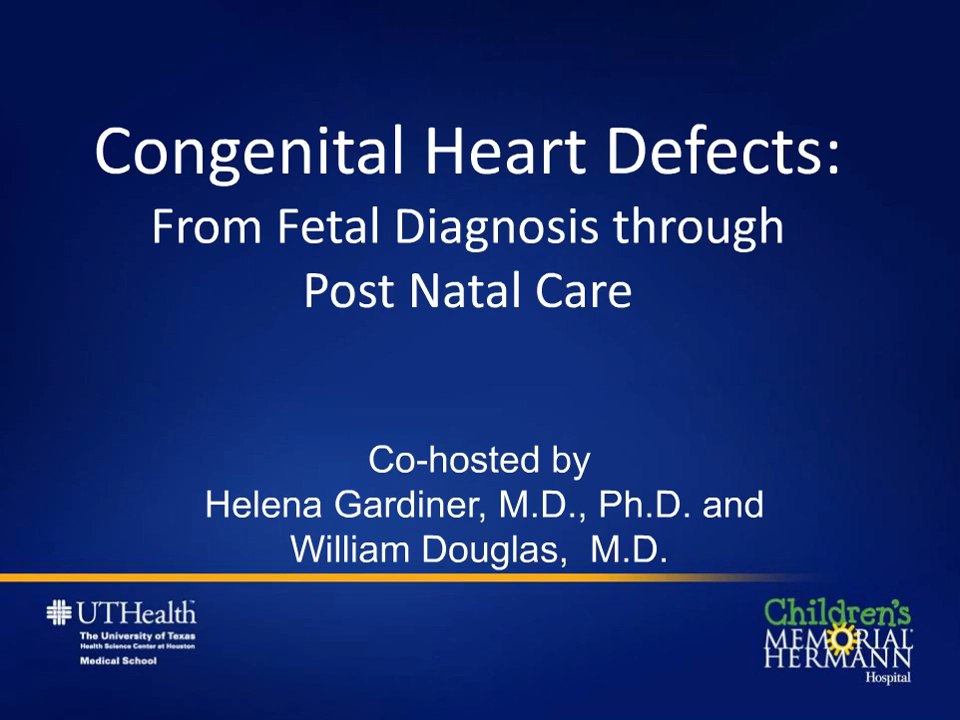 Congenital Heart Defects:
From Fetal Diagnosis through
Post Natal Care
Co-hosted by
Helena Gardiner, M.D., Ph.D. and
William Douglas,  M.D.
UTHealth™
The University of Texas
Health Science Center at Houston
Medical School
Children's
MEMORIAL
HERMANN
Hospital